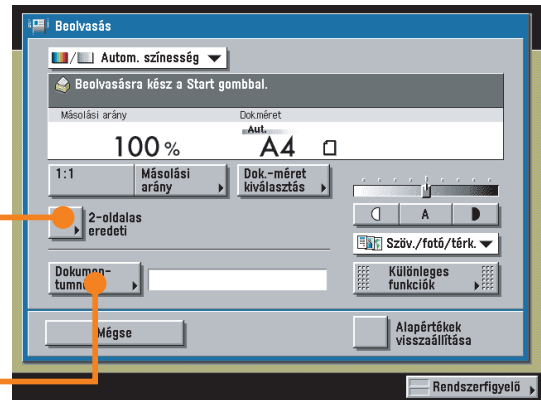 Beolvasás
Autom. színesség
Beolvasásra kész a Start gombbal.
Másolási arány Dokméret
100 % Aut. A4
1:1 Másolási arány Dok.-méret kiválasztás
2-oldalas
eredeti
A
Szöv./fotó/térk.
Dokumen-
Különleges
funkciók
Mégse
Alapértékek
visszaállítása
Rendszerfigyelő